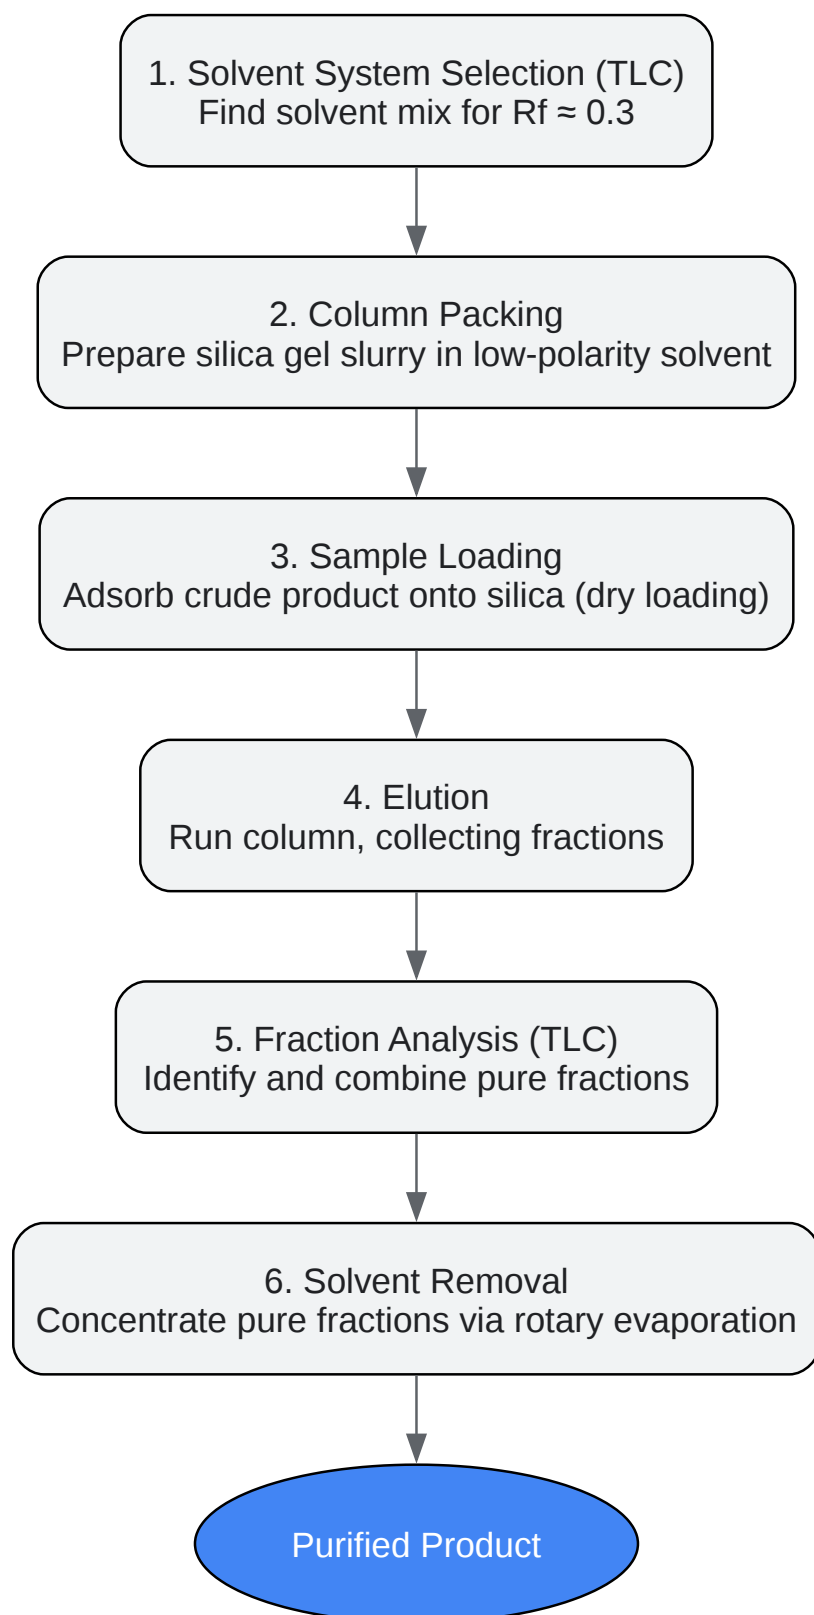 1. Solvent System Selection (TLC)
Find solvent mix for Rf ≈ 0.3
2. Column Packing
Prepare silica gel slurry in low-polarity solvent
3. Sample Loading
Adsorb crude product onto silica (dry loading)
4. Elution
Run column, collecting fractions
5. Fraction Analysis (TLC)
Identify and combine pure fractions
6. Solvent Removal
Concentrate pure fractions via rotary evaporation
Purified Product